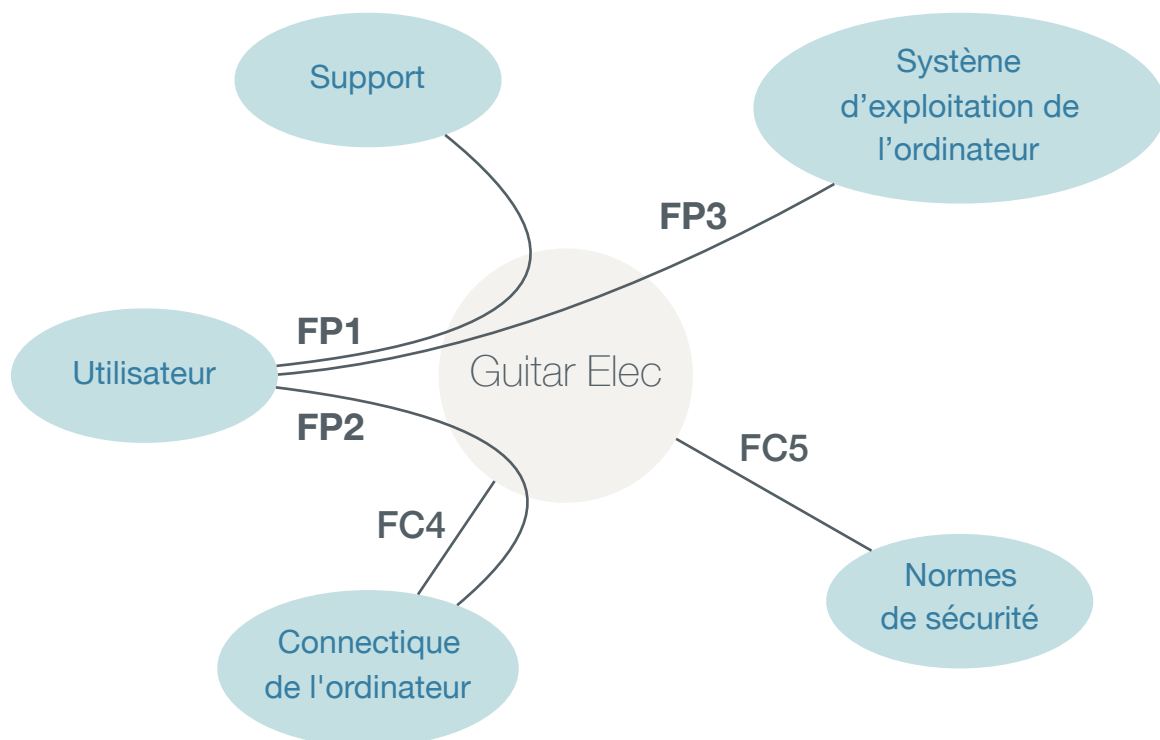 Support
Système
d’exploitation de
l’ordinateur
FP3
FP1
Utilisateur
Guitar Elec
FP2
FC5
FC4
Normes
de sécurité
Connectique
de l'ordinateur